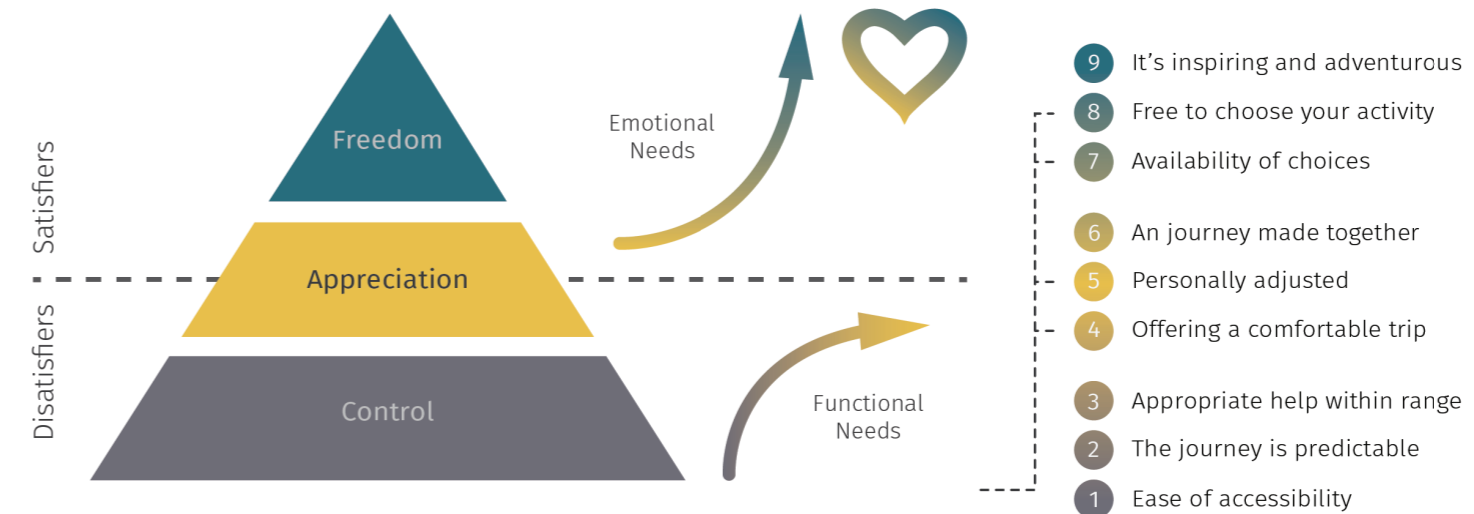 Satisfiers
Disatisfiers
Freedom
Appreciation
Control
Emotional
Needs
Functional
Needs
9 It's inspiring and adventurous
8 Free to choose your activity
7 Availability of choices
6 An journey made together
5 Personally adjusted
4 Offering a comfortable trip
3 Appropriate help within range
2 The journey is predictable
1 Ease of accessibility